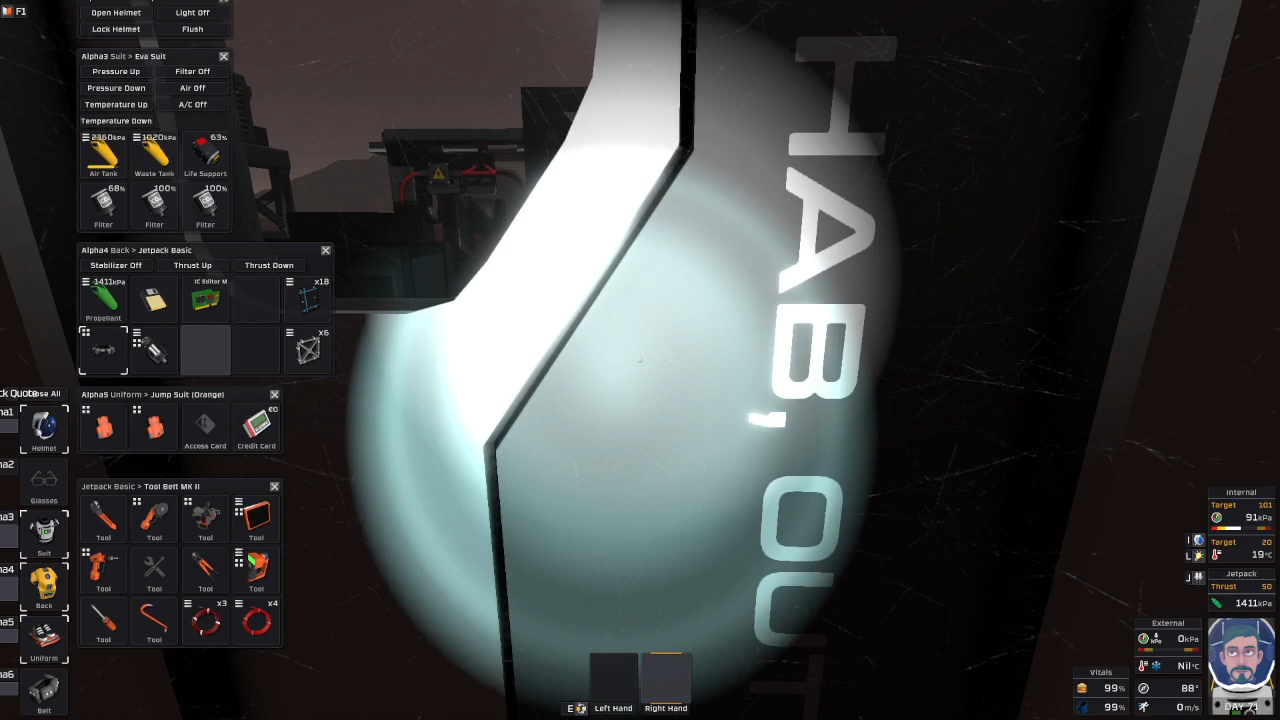 F1
Open Helmet Light Off
Lock Helmet Flush
Alpha3 Suit > Eva Suit
Pressure Up Filter Off
Pressure Down Air Off
Temperature Up A/C Off
Temperature Down
2360kPa 1020kPa 63%
Air Tank Waste Tank Life Support
68% 100% 100%
Filter Filter Filter
Alpha4 Back > Jetpack Basic
Stabilizer Off Thrust Up Thrust Down
1411kPa IC Editor M x18
Propellant
x6
Alpha5 Uniform > Jump Suit (Orange)
€0
Access Card Credit Card
Helmet
Glasses
Suit
Back
Uniform
Belt
Jetpack Basic > Tool Belt MK II
Tool Tool Tool Tool
Tool Tool Tool Tool
x3 x4
Tool Tool
HAB, OUT
E Left Hand Right Hand
Internal
Target 101
91kPa
Target 20
19°C
Jetpack
Thrust 50
1411kPa
External
0kPa
Nil°C
Vitals
99%
99%
88°
0m/s
DAY 71